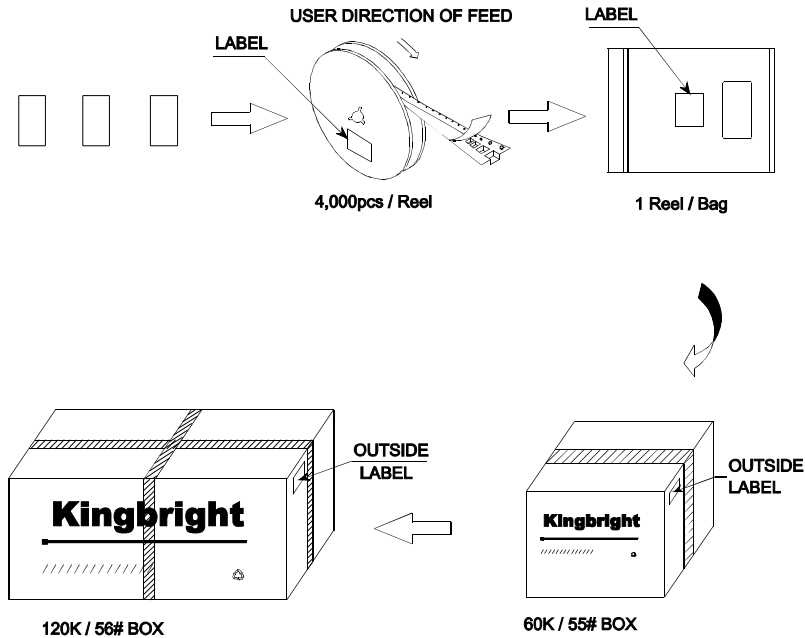 USER DIRECTION OF FEED
LABEL
LABEL
4,000pcs / Reel
1 Reel / Bag
OUTSIDE
LABEL
OUTSIDE
LABEL
Kingbright
Kingbright
120K / 56# BOX
60K / 55# BOX